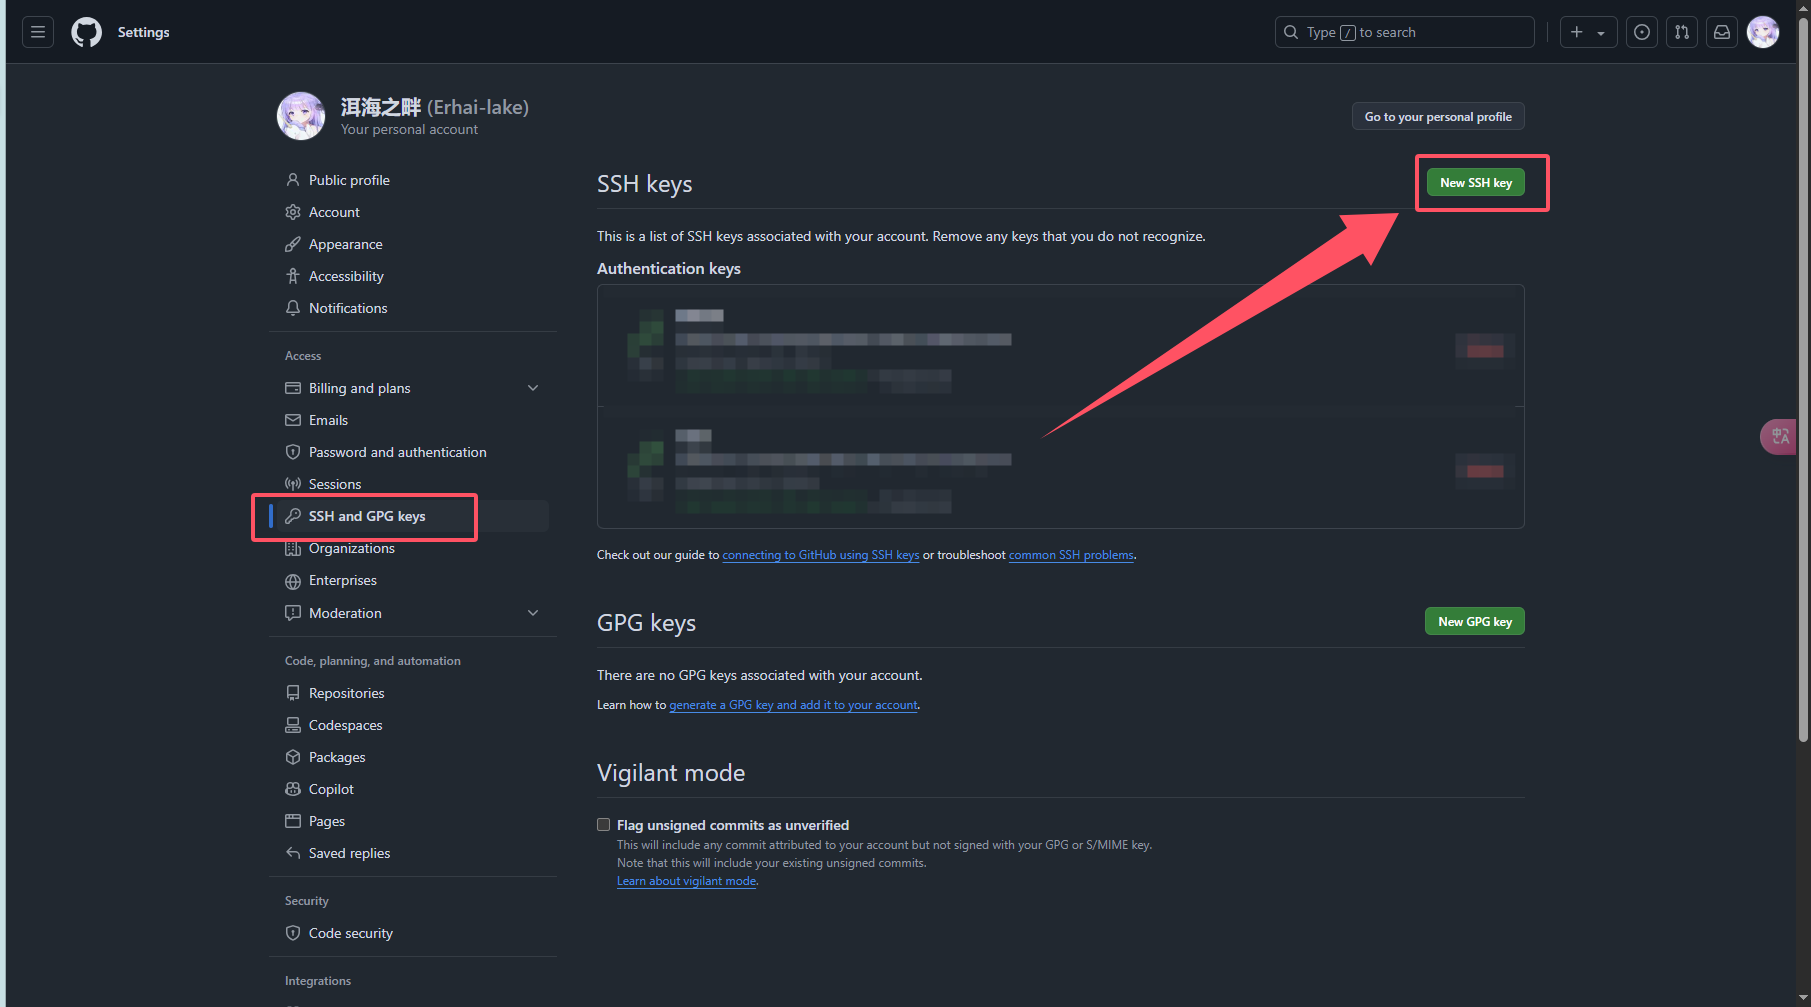 Settings
Type / to search
洱海之畔 (Erhai-lake)
Your personal account
Go to your personal profile
Public profile
Account
Appearance
Accessibility
Notifications
Access
Billing and plans
Emails
Password and authentication
Sessions
SSH and GPG keys
Organizations
Enterprises
Moderation
Code, planning, and automation
Repositories
Codespaces
Packages
Copilot
Pages
Saved replies
Security
Code security
Integrations
SSH keys
New SSH key
This is a list of SSH keys associated with your account. Remove any keys that you do not recognize.
Authentication keys
Check out our guide to connecting to GitHub using SSH keys or troubleshoot common SSH problems.
GPG keys
New GPG key
There are no GPG keys associated with your account.
Learn how to generate a GPG key and add it to your account.
Vigilant mode
Flag unsigned commits as unverified
This will include any commit attributed to your account but not signed with your GPG or S/MIME key.
Note that this will include your existing unsigned commits.
Learn about vigilant mode.